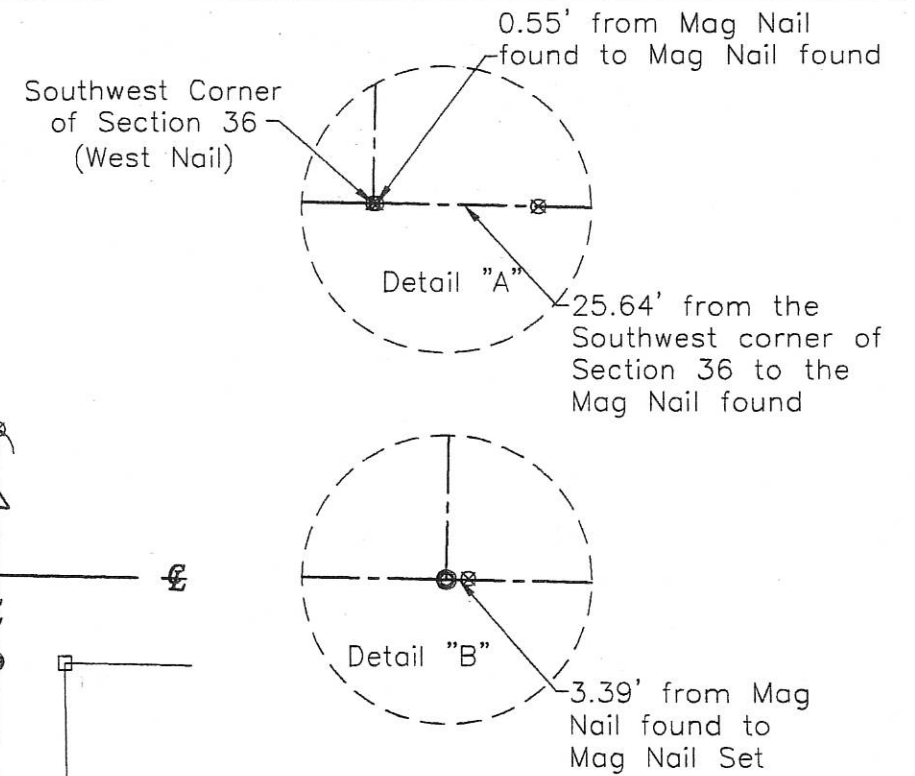 0.55' from Mag Nail
found to Mag Nail found
Southwest Corner
of Section 36
(West Nail)
Detail "A"
25.64' from the
Southwest corner of
Section 36 to the
Mag Nail found
℄
Detail "B"
3.39' from Mag
Nail found to
Mag Nail Set